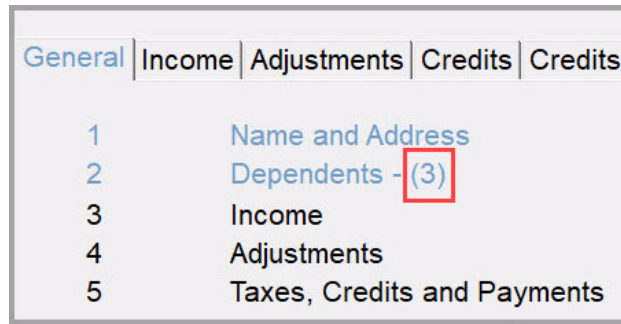 General Income Adjustments Credits Credits
1 Name and Address
2 Dependents - (3)
3 Income
4 Adjustments
5 Taxes, Credits and Payments